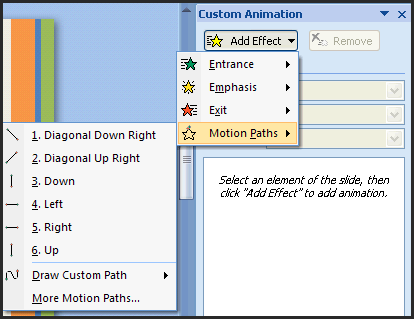 Custom Animation
Add Effect
Remove
Entrance
Emphasis
Exit
Motion Paths
1. Diagonal Down Right
2. Diagonal Up Right
3. Down
4. Left
5. Right
6. Up
Draw Custom Path
More Motion Paths...
Select an element of the slide, then
click "Add Effect" to add animation.